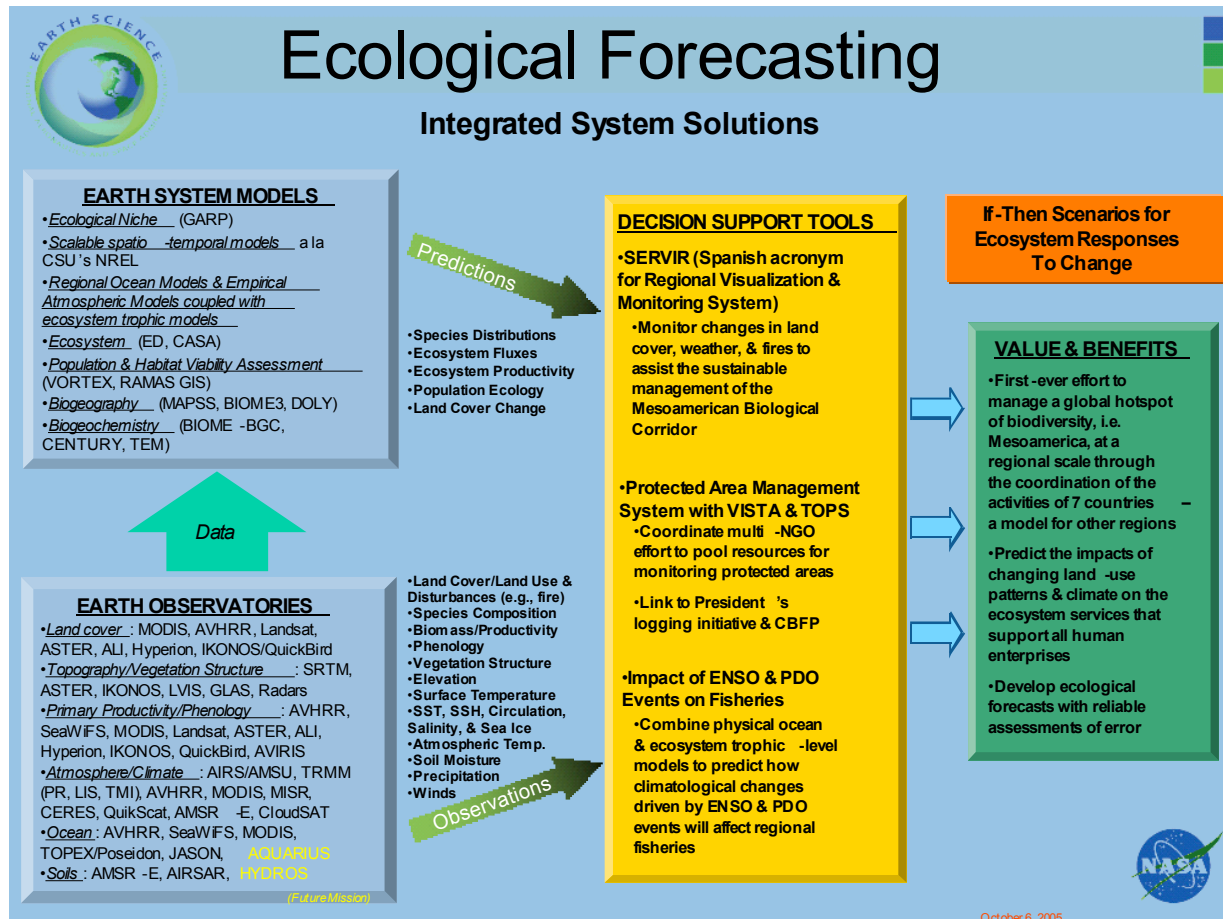 EARTH SCIENCE
Ecological Forecasting
Integrated System Solutions
EARTH SYSTEM MODELS
•Ecological Niche (GARP)
•Scalable spatio -temporal models a la
CSU's NREL
•Regional Ocean Models & Empirical
Atmospheric Models coupled with
ecosystem trophic models
•Ecosystem (ED, CASA)
•Population & Habitat Viability Assessment
(VORTEX, RAMAS GIS)
•Biogeography (MAPSS, BIOME3, DOLY)
•Biogeochemistry (BIOME -BGC,
CENTURY, TEM)
Data
EARTH OBSERVATORIES
•Land cover : MODIS, AVHRR, Landsat,
ASTER, ALI, Hyperion, IKONOS/QuickBird
•Topography/Vegetation Structure : SRTM,
ASTER, IKONOS, LVIS, GLAS, Radars
•Primary Productivity/Phenology : AVHRR,
SeaWiFS, MODIS, Landsat, ASTER, ALI,
Hyperion, IKONOS, QuickBird, AVIRIS
•Atmosphere/Climate : AIRS/AMSU, TRMM
(PR, LIS, TMI), AVHRR, MODIS, MISR,
CERES, QuikScat, AMSR -E, CloudSAT
•Ocean : AVHRR, SeaWiFS, MODIS,
TOPEX/Poseidon, JASON, AQUARIUS
•Soils : AMSR -E, AIRSAR, HYDROS
(Future Mission)
Predictions
•Species Distributions
•Ecosystem Fluxes
•Ecosystem Productivity
•Population Ecology
•Land Cover Change
•Land Cover/Land Use &
Disturbances (e.g., fire)
•Species Composition
•Biomass/Productivity
•Phenology
•Vegetation Structure
•Elevation
•Surface Temperature
•SST, SSH, Circulation,
Salinity, & Sea Ice
•Atmospheric Temp.
•Soil Moisture
•Precipitation
•Winds
Observations
DECISION SUPPORT TOOLS
•SERVIR (Spanish acronym
for Regional Visualization &
Monitoring System)
•Monitor changes in land
cover, weather, & fires to
assist the sustainable
management of the
Mesoamerican Biological
Corridor
•Protected Area Management
System with VISTA & TOPS
•Coordinate multi -NGO
effort to pool resources for
monitoring protected areas
•Link to President 's
logging initiative & CBFP
•Impact of ENSO & PDO
Events on Fisheries
•Combine physical ocean
& ecosystem trophic -level
models to predict how
climatological changes
driven by ENSO & PDO
events will affect regional
fisheries
If-Then Scenarios for
Ecosystem Responses
To Change
VALUE & BENEFITS
•First -ever effort to
manage a global hotspot
of biodiversity, i.e.
Mesoamerica, at a
regional scale through
the coordination of the
activities of 7 countries –
a model for other regions
•Predict the impacts of
changing land -use
patterns & climate on the
ecosystem services that
support all human
enterprises
•Develop ecological
forecasts with reliable
assessments of error
NASA
October 6, 2005